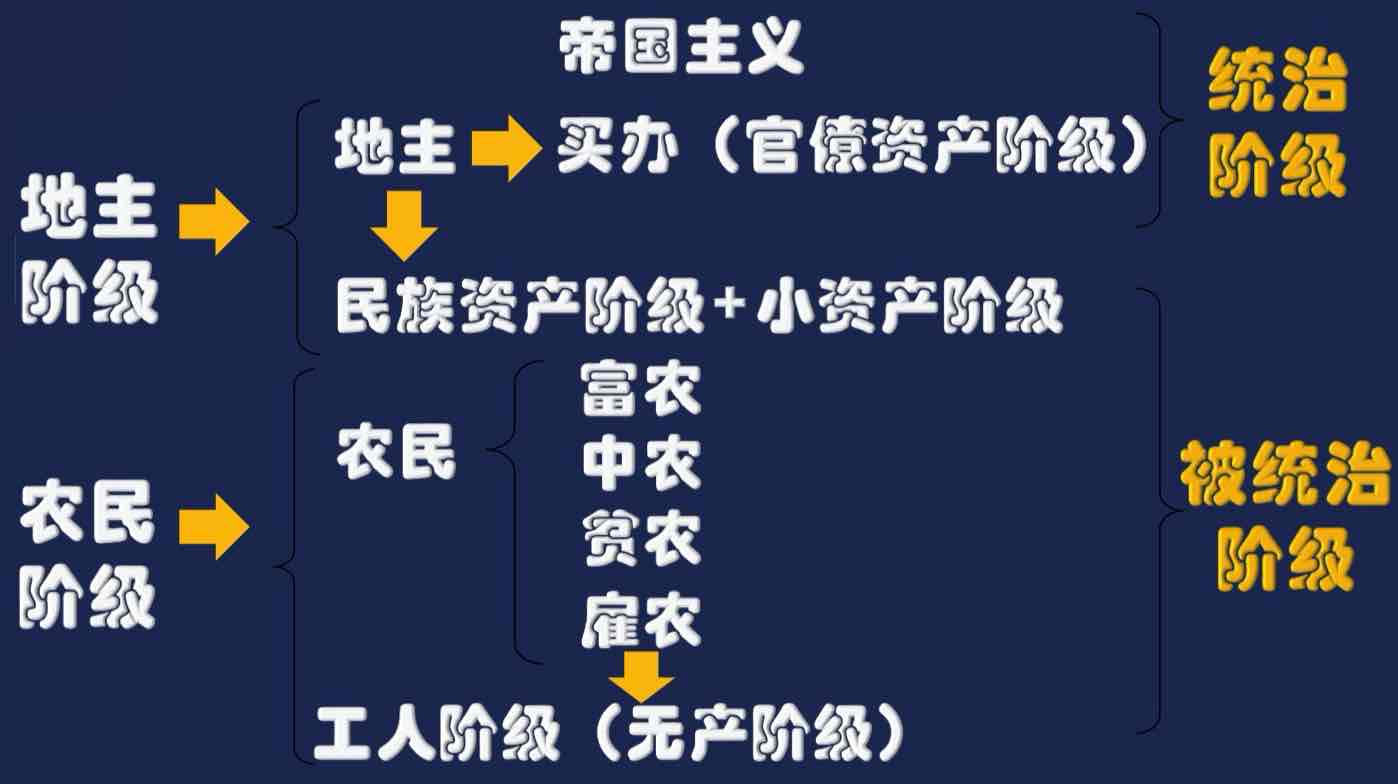 帝国主义
统治
阶级
地主
买办（官僚资产阶级）
地主
阶级
民族资产阶级+小资产阶级
富农
农民
中农
贫农
雇农
农民
阶级
被统治
阶级
工人阶级（无产阶级）